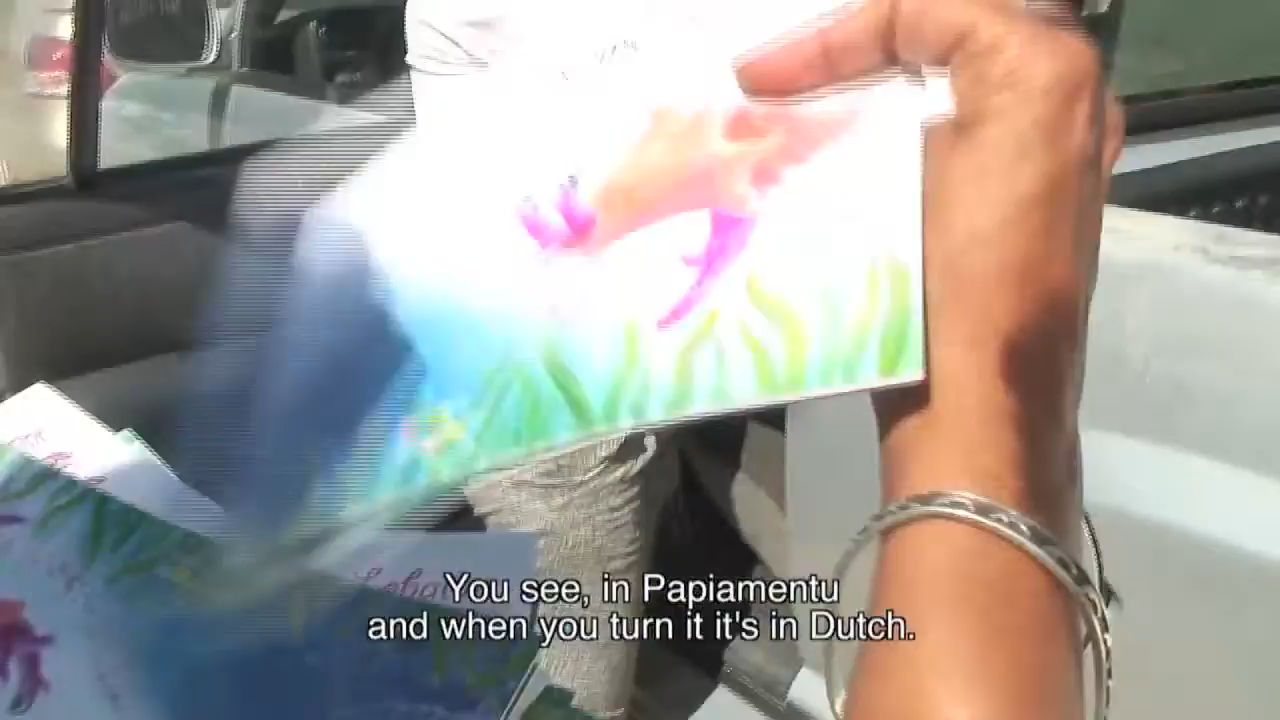 You see, in Papiamentu
and when you turn it it's in Dutch.